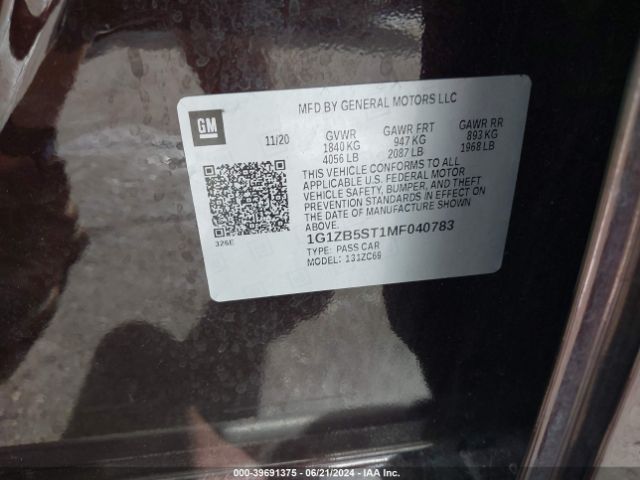 MFD BY GENERAL MOTORS LLC
GM
11/20 GVWR GAWR FRT GAWR RR
1840 KG 947 KG 893 KG
4056 LB 2087 LB 1968 LB
THIS VEHICLE CONFORMS TO ALL
APPLICABLE U.S. FEDERAL MOTOR
VEHICLE SAFETY, BUMPER, AND THEFT
PREVENTION STANDARDS IN EFFECT ON
THE DATE OF MANUFACTURE SHOWN
ABOVE.
326E
1G1ZB5ST1MF040783
TYPE: PASS CAR
MODEL: 131ZC69
000-39691375 - 06/21/2024 - IAA Inc.